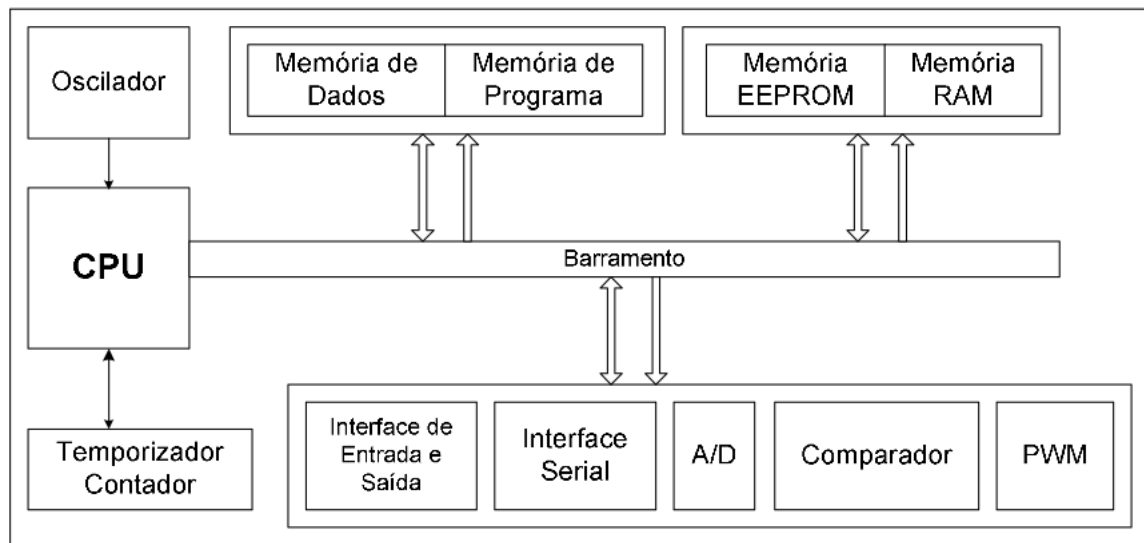 Oscilador
Memória de
Dados
Memória de
Programa
Memória
EEPROM
Memória
RAM
CPU
Barramento
Temporizador
Contador
Interface de
Entrada e
Saída
Interface
Serial
A/D
Comparador
PWM